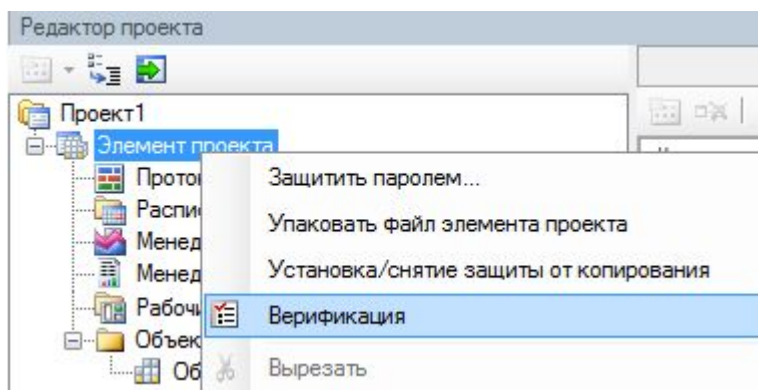 Редактор проекта
Проект1
Элемент проекта
Защитить паролем...
Упаковать файл элемента проекта
Установка/снятие защиты от копирования
Верификация
Вырезать